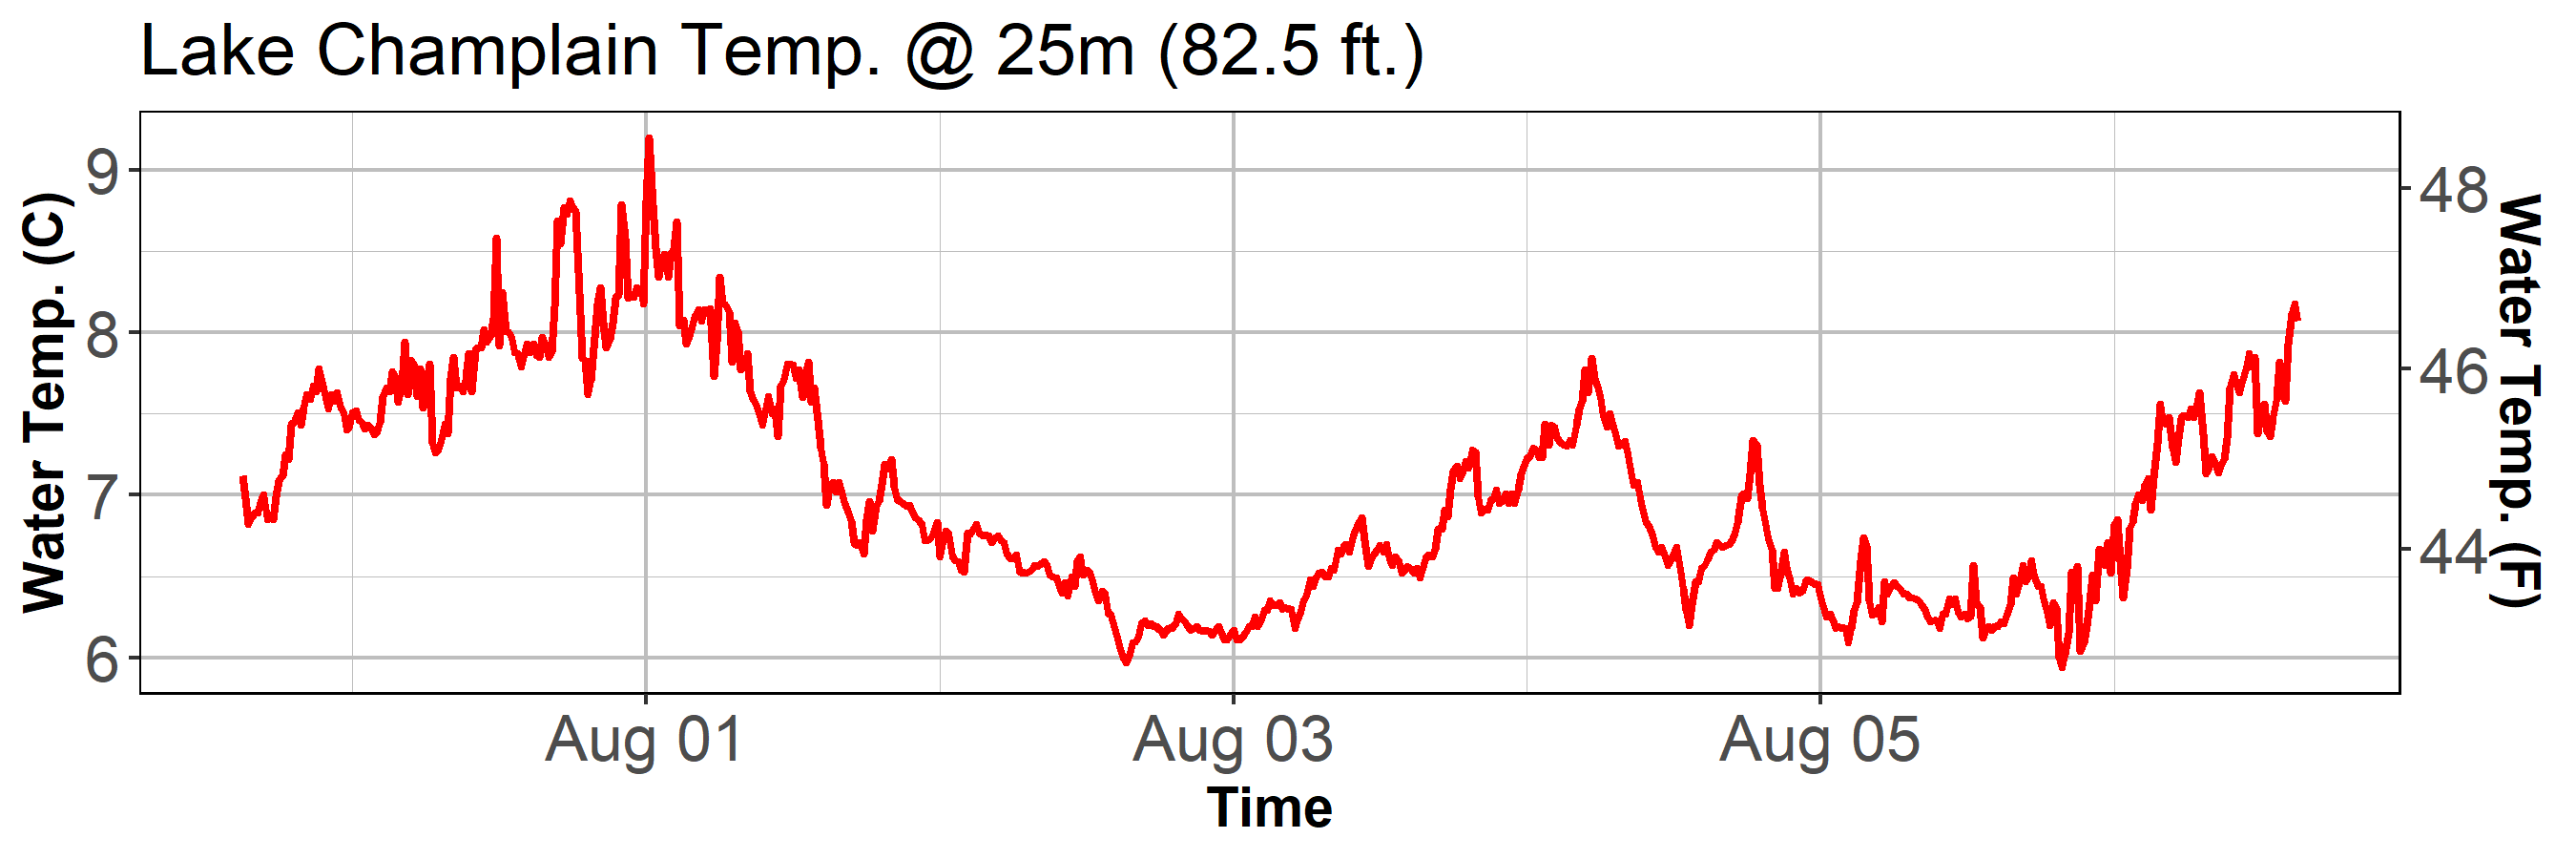 Lake Champlain Temp. @ 25m (82.5 ft.)
Water Temp. (C)
9
8
7
6
48
46
44
Water Temp. (F)
Aug 01 Aug 03 Aug 05
Time